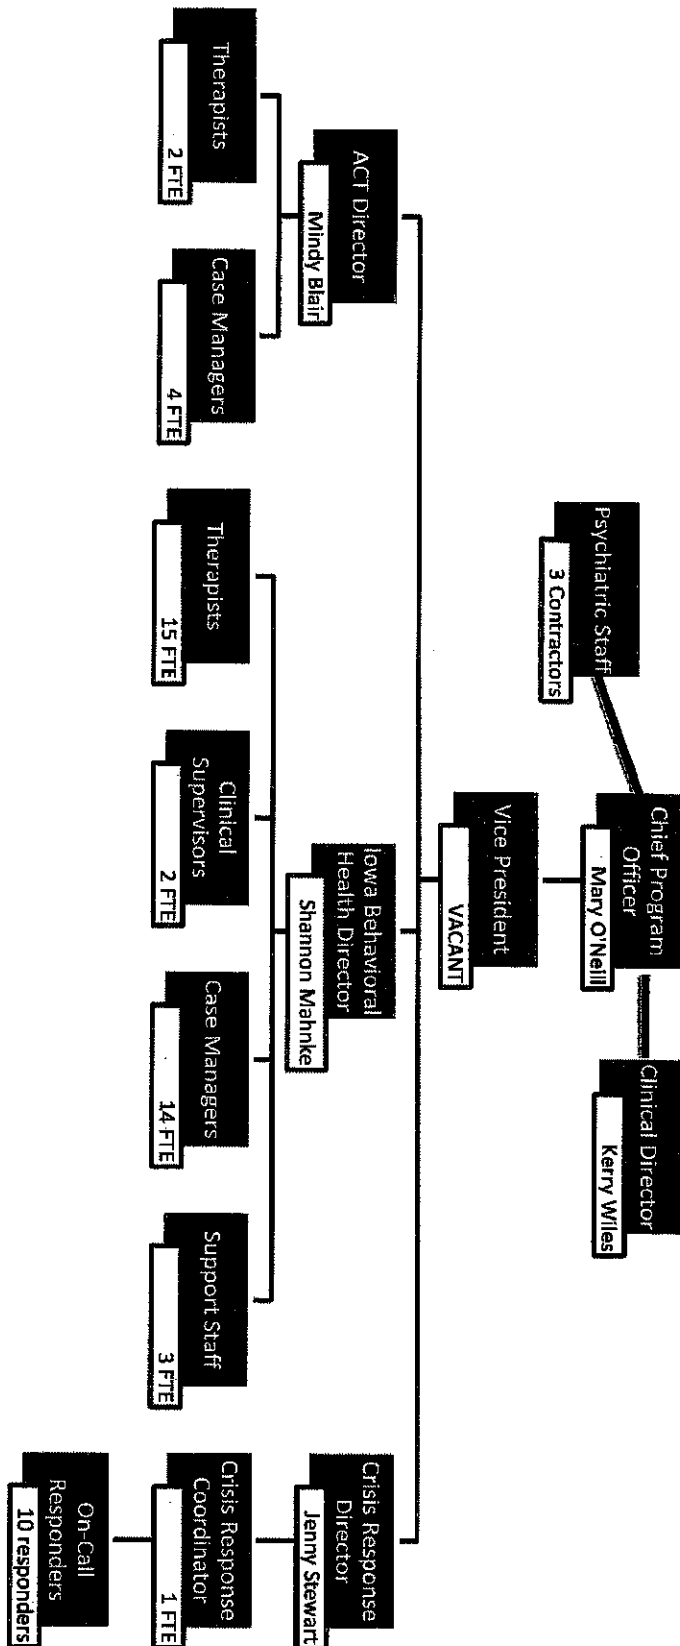 Chief Program
Officer
Mary O'Neill
Psychiatric Staff
3 Contractors
Clinical Director
Kerry Wiles
Vice President
VACANT
ACT Director
Mindy Blair
Iowa Behavioral
Health Director
Shannon Mahnke
Crisis Response
Director
Jenny Stewart
Therapists
2 FTE
Case Managers
4 FTE
Therapists
15 FTE
Clinical
Supervisors
2 FTE
Case Managers
14 FTE
Support Staff
3 FTE
Crisis Response
Coordinator
1 FTE
On-Call
Responders
10 responders